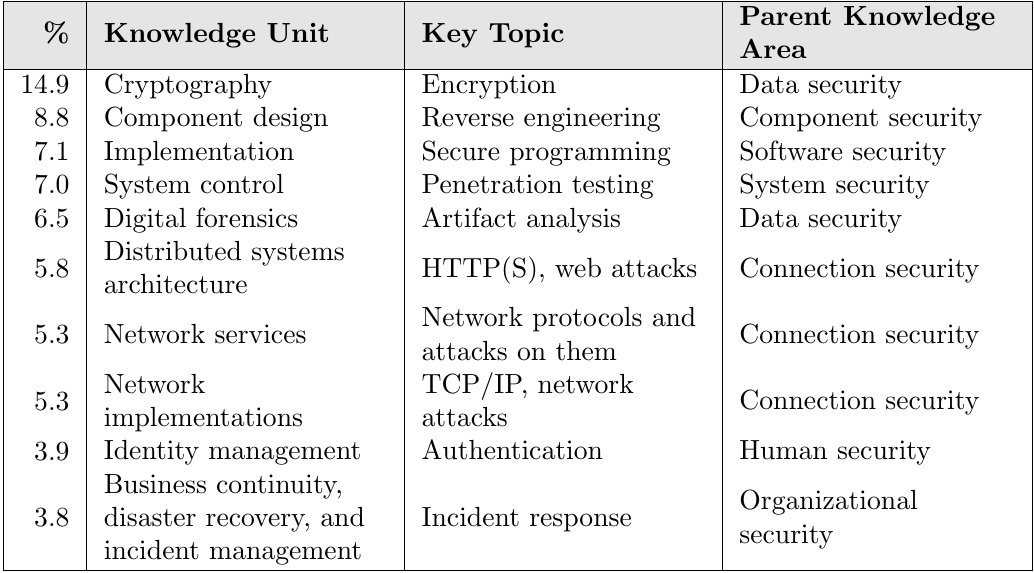 % Knowledge Unit Key Topic Parent Knowledge Area
14.9 Cryptography Encryption Data security
8.8 Component design Reverse engineering Component security
7.1 Implementation Secure programming Software security
7.0 System control Penetration testing System security
6.5 Digital forensics Artifact analysis Data security
5.8 Distributed systems architecture HTTP(S), web attacks Connection security
5.3 Network services Network protocols and attacks on them Connection security
5.3 Network implementations TCP/IP, network attacks Connection security
3.9 Identity management Authentication Human security
3.8 Business continuity, disaster recovery, and incident management Incident response Organizational security